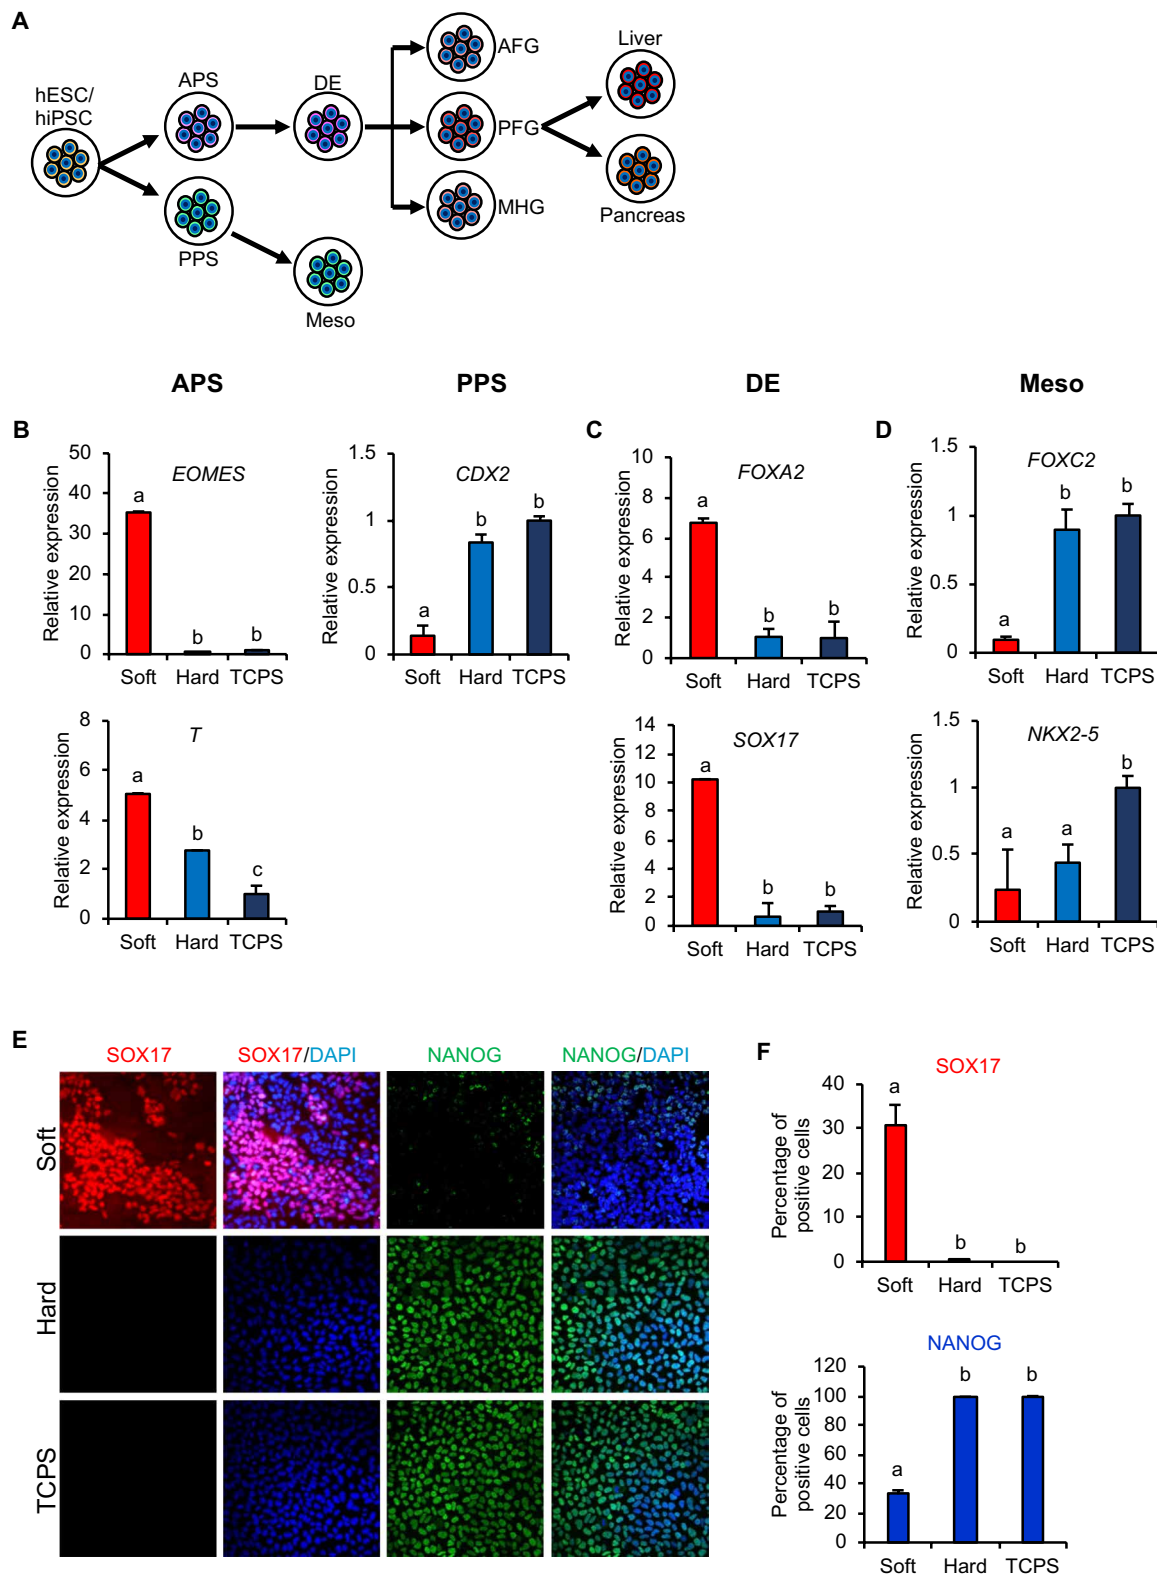 A
hESC/
hiPSC
APS
PPS
DE
Meso
AFG
PFG
MHG
Liver
Pancreas
APS
PPS
DE
Meso
B
Relative expression
50
40
30
20
10
0
EOMES
a
b
b
Soft
Hard
TCPS
Relative expression
1.5
1
0.5
0
CDX2
a
b
b
Soft
Hard
TCPS
Relative expression
8
6
4
2
0
T
a
b
c
Soft
Hard
TCPS
C
Relative expression
10
8
6
4
2
0
FOXA2
a
b
b
Soft
Hard
TCPS
Relative expression
14
12
10
8
6
4
2
0
SOX17
a
b
b
Soft
Hard
TCPS
D
Relative expression
1.5
1
0.5
0
FOXC2
a
b
b
Soft
Hard
TCPS
Relative expression
1.5
1
0.5
0
NKX2-5
a
a
b
Soft
Hard
TCPS
E
SOX17
SOX17/DAPI
NANOG
NANOG/DAPI
Soft
Hard
TCPS
F
SOX17
Percentage of
positive cells
40
30
20
10
0
a
b
b
Soft
Hard
TCPS
NANOG
Percentage of
positive cells
120
100
80
60
40
20
0
a
b
b
Soft
Hard
TCPS